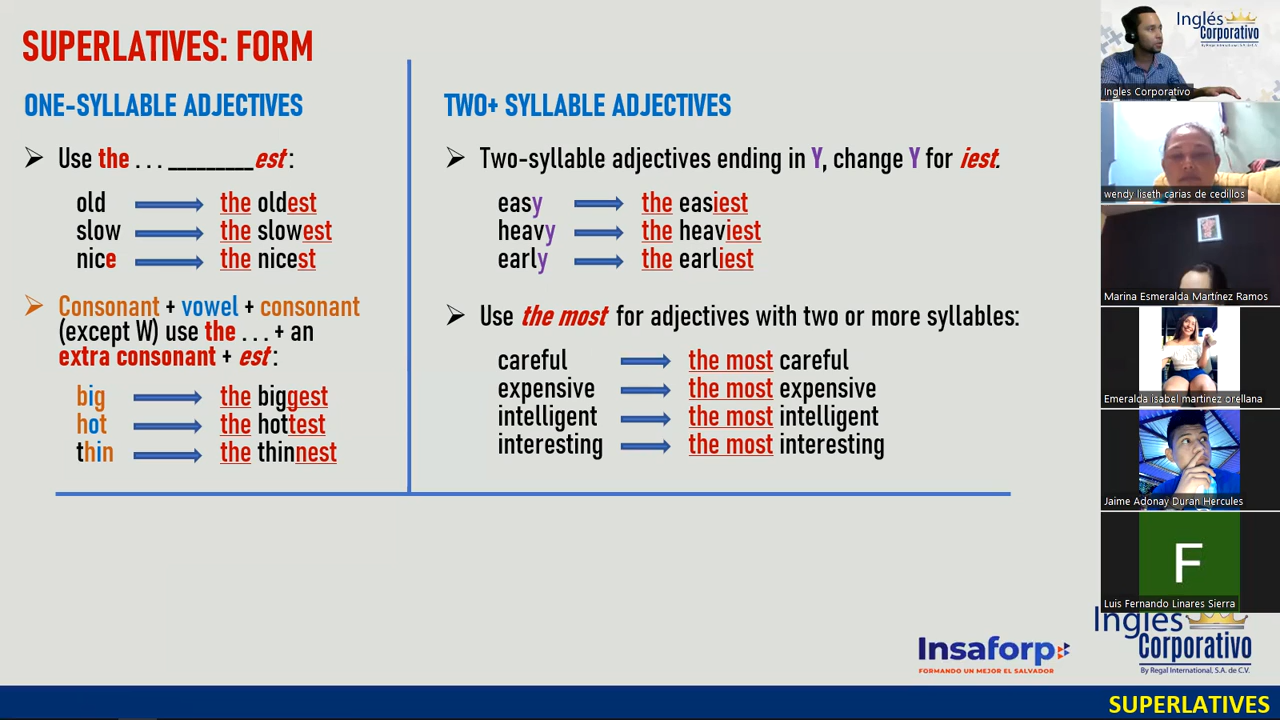 SUPERLATIVES: FORM
ONE-SYLLABLE ADJECTIVES
Use the . . . _________est:
old the oldest
slow the slowest
nice the nicest
Consonant + vowel + consonant
(except W) use the . . . + an
extra consonant + est:
big the biggest
hot the hottest
thin the thinnest
TWO+ SYLLABLE ADJECTIVES
Two-syllable adjectives ending in Y, change Y for iest.
easy the easiest
heavy the heaviest
early the earliest
Use the most for adjectives with two or more syllables:
careful the most careful
expensive the most expensive
intelligent the most intelligent
interesting the most interesting
Inglés
Corporativo
By Regal International, S.A. de C.V.
Ingles Corporativo
wendy liseth carias de cedillos
Marina Esmeralda Martínez Ramos
Emeralda isabel martinez orellana
Jaime Adonay Duran Hercules
F
Luis Fernando Linares Sierra
Insaforp
FORMANDO UN MEJOR EL SALVADOR
Inglés
Corporativo
By Regal International, S.A. de C.V.
SUPERLATIVES